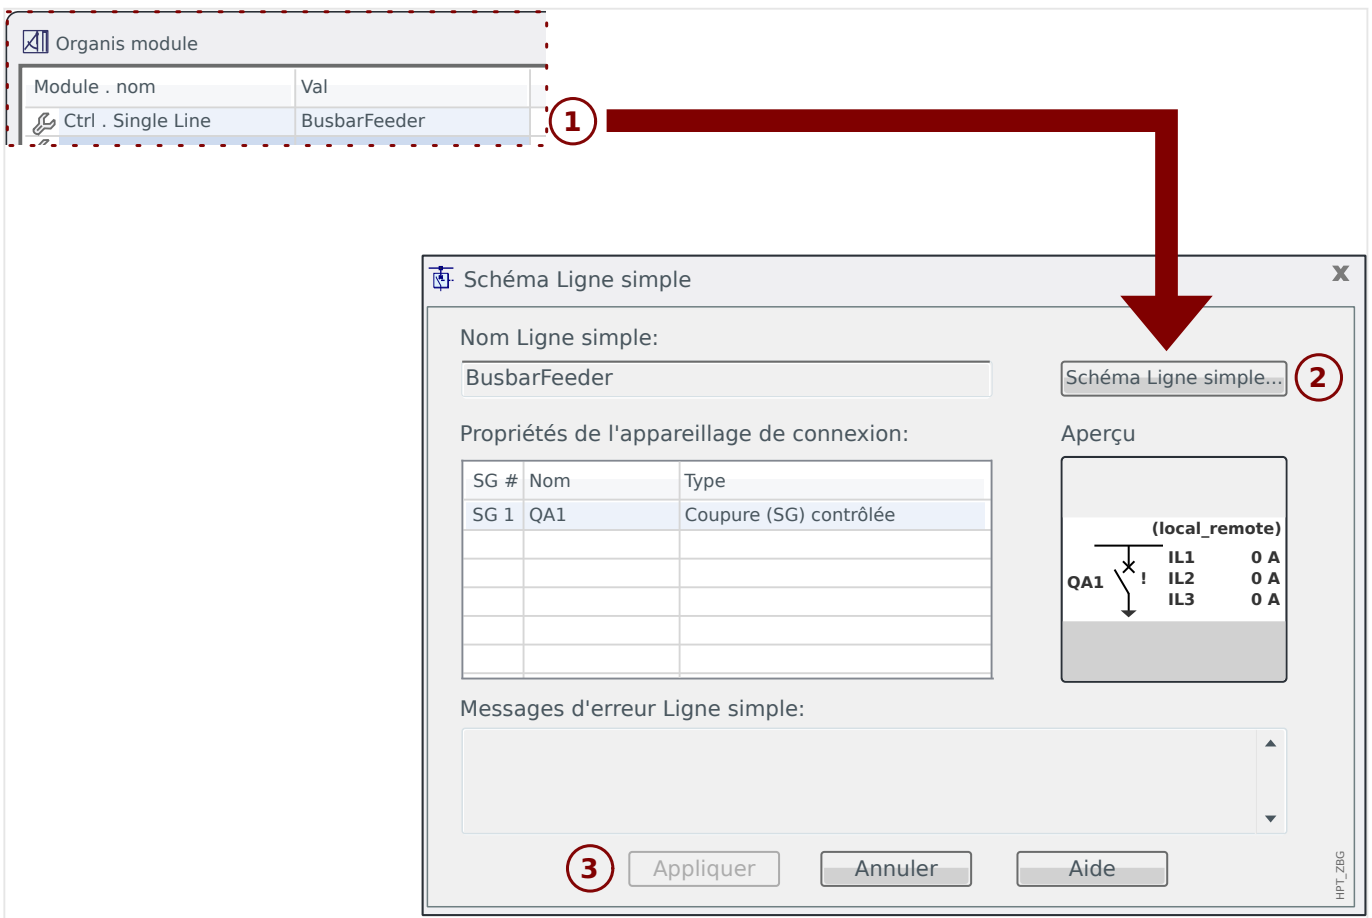 Organis module
Module . nom Val
Ctrl . Single Line BusbarFeeder
1
Schéma Ligne simple X
Nom Ligne simple:
BusbarFeeder
Schéma Ligne simple... 2
Propriétés de l'appareillage de connexion:
Aperçu
SG # Nom Type
SG 1 QA1 Coupure (SG) contrôlée
(local_remote)
IL1 0 A
QA1 ! IL2 0 A
IL3 0 A
Messages d'erreur Ligne simple:
3 Appliquer Annuler Aide
HPT_ZBG